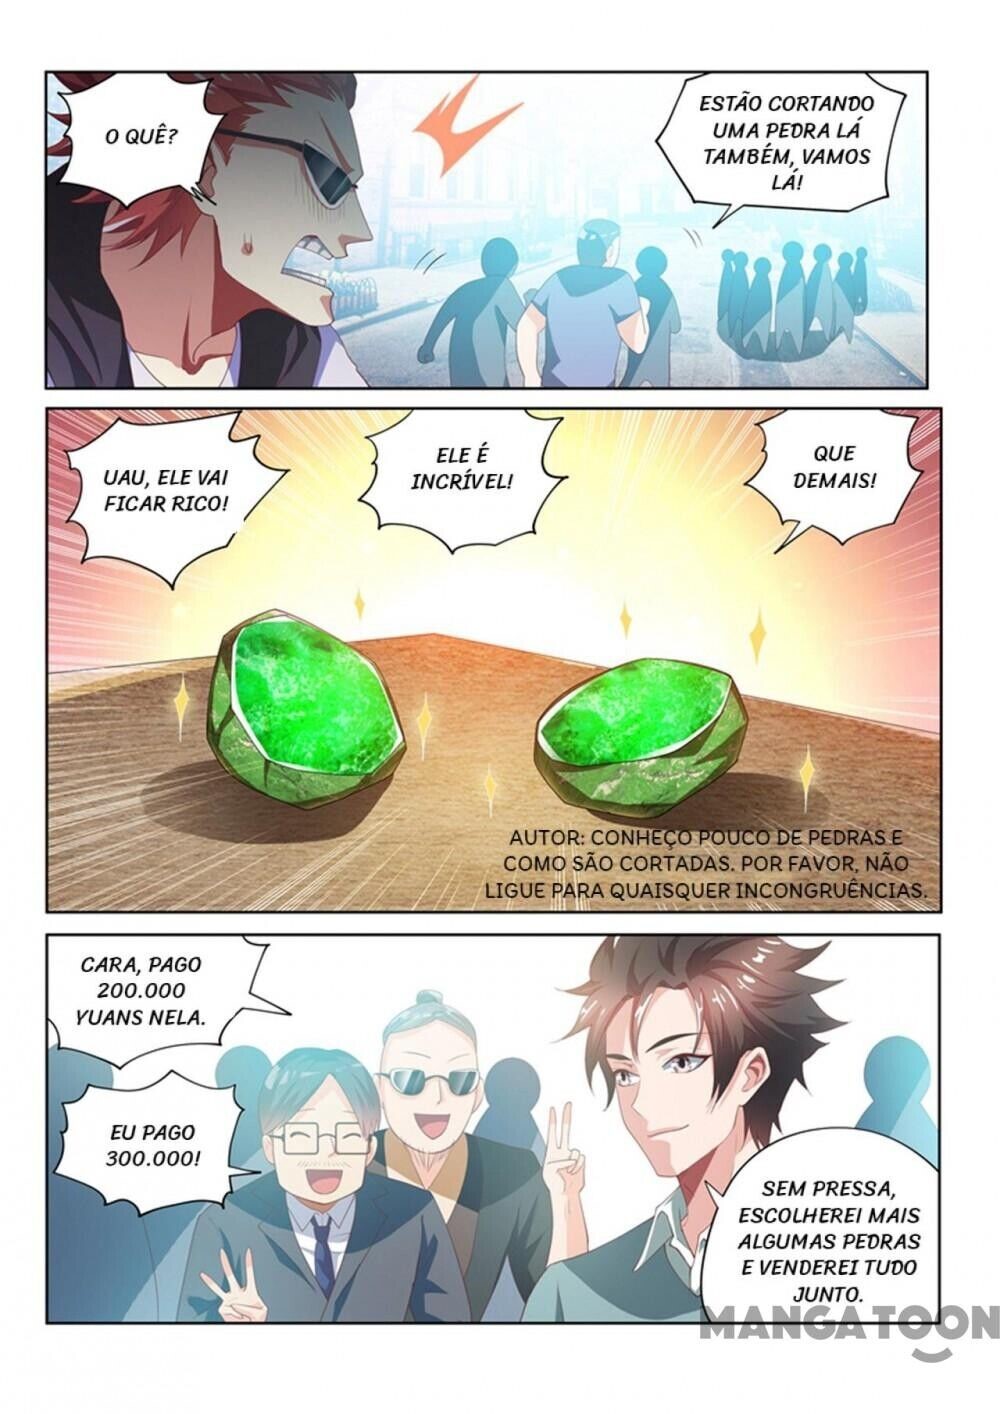 O QUÊ?
ESTÃO CORTANDO
UMA PEDRA LÁ
TAMBÉM, VAMOS
LÁ!
UAU, ELE VAI
FICAR RICO!
ELE É
INCRÍVEL!
QUE
DEMAIS!
AUTOR: CONHEÇO POUCO DE PEDRAS E
COMO SÃO CORTADAS. POR FAVOR, NÃO
LIGUE PARA QUAISQUER INCONGRUÊNCIAS.
CARA, PAGO
200.000
YUANS NELA.
EU PAGO
300.000!
SEM PRESSA,
ESCOLHEREI MAIS
ALGUMAS PEDRAS
E VENDEREI TUDO
JUNTO.
MANGATOON